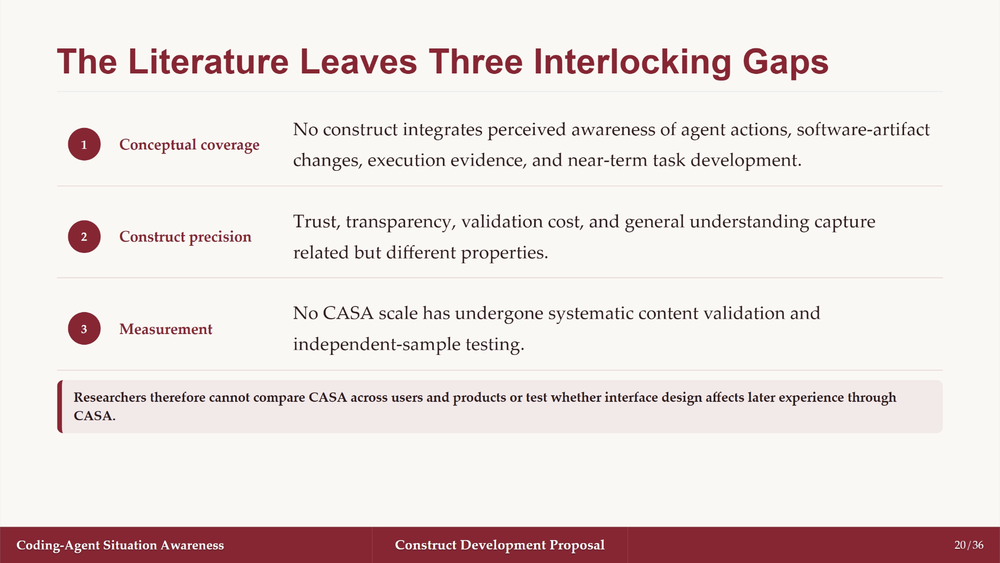 The Literature Leaves Three Interlocking Gaps
1
Conceptual coverage
No construct integrates perceived awareness of agent actions, software-artifact
changes, execution evidence, and near-term task development.
2
Construct precision
Trust, transparency, validation cost, and general understanding capture
related but different properties.
3
Measurement
No CASA scale has undergone systematic content validation and
independent-sample testing.
Researchers therefore cannot compare CASA across users and products or test whether interface design affects later experience through
CASA.
Coding-Agent Situation Awareness
Construct Development Proposal
20/36